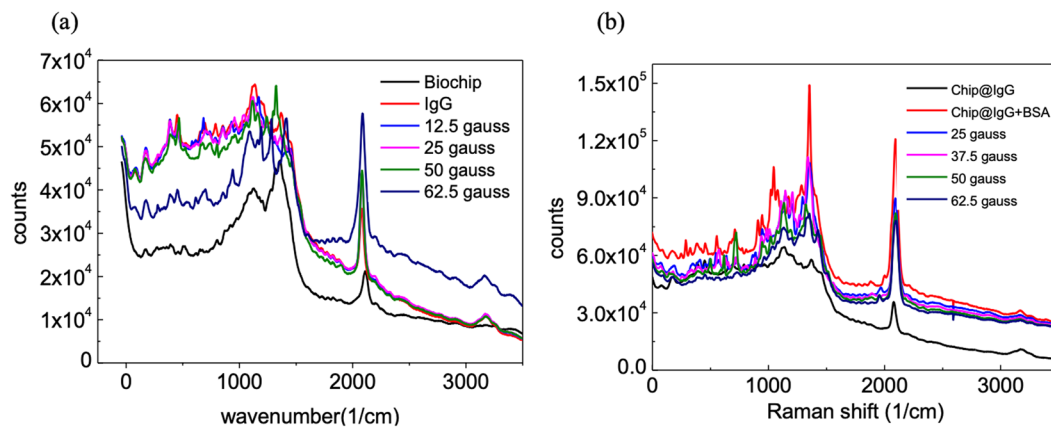 (a)
7x10⁴
6x10⁴
5x10⁴
4x10⁴
3x10⁴
2x10⁴
1x10⁴
0
counts
Biochip
IgG
12.5 gauss
25 gauss
50 gauss
62.5 gauss
0 1000 2000 3000
wavenumber(1/cm)
(b)
1.5x10⁵
1.2x10⁵
9.0x10⁴
6.0x10⁴
3.0x10⁴
0.0
counts
Chip@IgG
Chip@IgG+BSA
25 gauss
37.5 gauss
50 gauss
62.5 gauss
0 1000 2000 3000
Raman shift (1/cm)